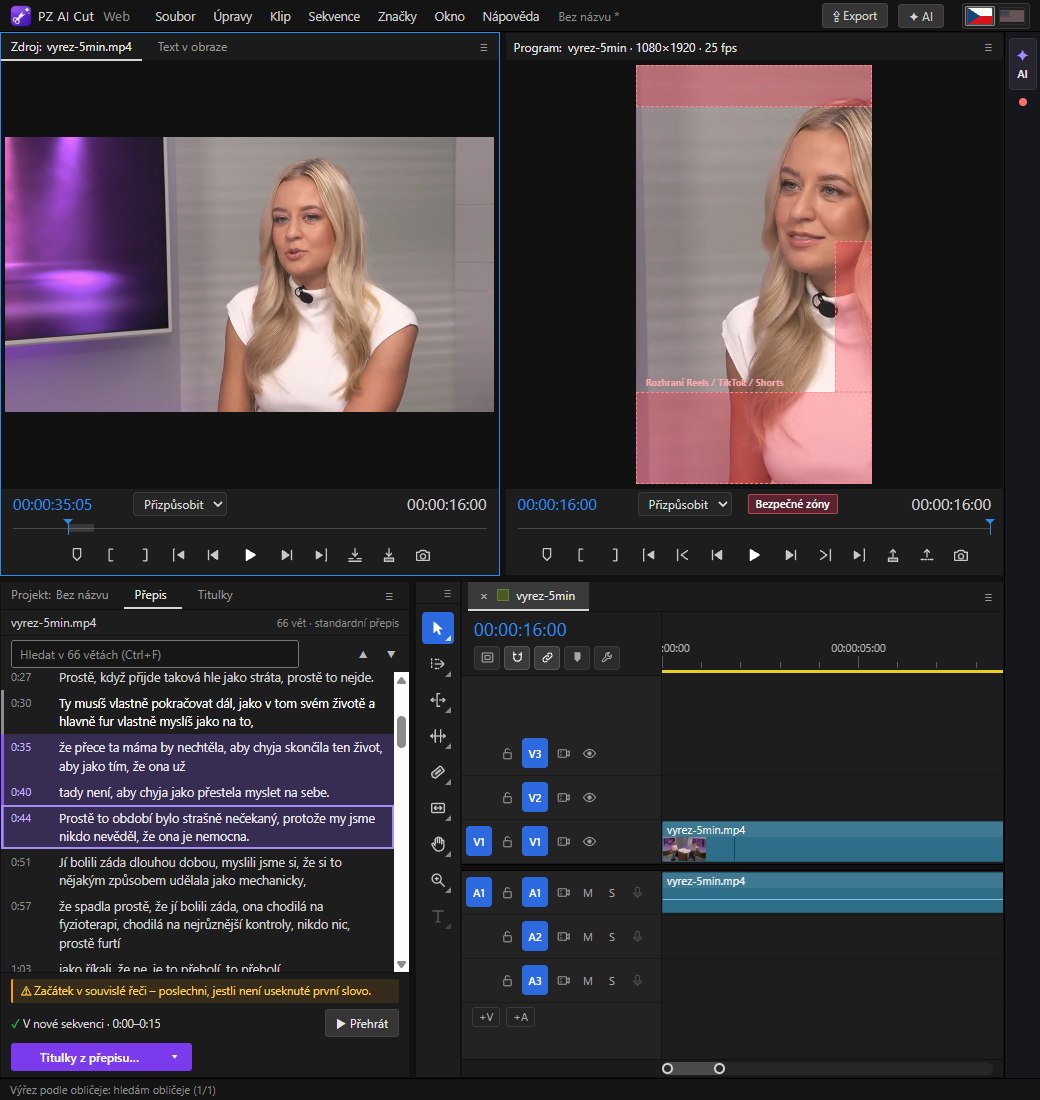 PZ AI Cut Web Soubor Úpravy Klip Sekvence Značky Okno Nápověda Bez názvu * Export AI
Zdroj: vyrez-5min.mp4 Text v obraze
Program: vyrez-5min · 1080×1920 · 25 fps
AI
Rozhraní Reels / TikTok / Shorts
00:00:35:05 Přizpůsobit 00:00:16:00
00:00:16:00 Přizpůsobit Bezpečné zóny 00:00:16:00
Projekt: Bez názvu Přepis Titulky
vyrez-5min.mp4 66 vět · standardní přepis
Hledat v 66 větách (Ctrl+F)
0:27 Prostě, když přijde taková hle jako stráta, prostě to nejde.
0:30 Ty musíš vlastně pokračovat dál, jako v tom svém životě a
hlavně fur vlastně myslíš jako na to,
0:35 že přece ta máma by nechtěla, aby chyja skončila ten život,
aby jako tím, že ona už
0:40 tady není, aby chyja jako přestela myslet na sebe.
0:44 Prostě to období bylo strašně nečekaný, protože my jsme
nikdo nevěděl, že ona je nemocna.
0:51 Jí bolili záda dlouhou dobou, myslili jsme si, že si to
nějakým způsobem udělala jako mechanicky,
0:57 že spadla prostě, že jí bolí záda, ona chodilá na
fyzioterapi, chodilá na nejrůznější kontroly, nikdo nic,
prostě furtí
1:03 jako říkali, že ne, je to přebolí, to přebolí
⚠ Začátek v souvislé řeči – poslechni, jestli není useknuté první slovo.
✓ V nové sekvenci · 0:00–0:15 Přehrát
Titulky z přepisu...
× vyrez-5min
00:00:16:00
:00:00 00:00:05:00
V3
V2
V1 V1 vyrez-5min.mp4
A1 A1 M S vyrez-5min.mp4
A2 M S
A3 M S
+V +A
Výřez podle obličeje: hledám obličeje (1/1)